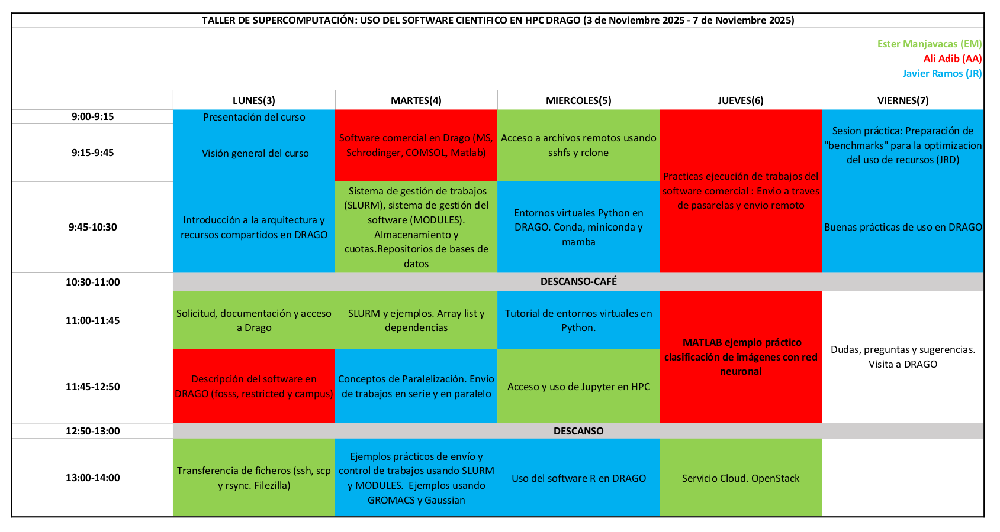 TALLER DE SUPERCOMPUTACIÓN: USO DEL SOFTWARE CIENTIFICO EN HPC DRAGO (3 de Noviembre 2025 - 7 de Noviembre 2025)
Ester Manjavacas (EM)
Ali Adib (AA)
Javier Ramos (JR)
LUNES(3)
MARTES(4)
MIERCOLES(5)
JUEVES(6)
VIERNES(7)
9:00-9:15
Presentación del curso
9:15-9:45
Visión general del curso
Software comercial en Drago (MS,
Schrodinger, COMSOL, Matlab)
Acceso a archivos remotos usando
sshfs y rclone
Practicas ejecución de trabajos del
software comercial : Envio a traves
de pasarelas y envio remoto
Sesion práctica: Preparación de
"benchmarks" para la optimizacion
del uso de recursos (JRD)
9:45-10:30
Introducción a la arquitectura y
recursos compartidos en DRAGO
Sistema de gestión de trabajos
(SLURM), sistema de gestión del
software (MODULES).
Almacenamiento y
cuotas.Repositorios de bases de
datos
Entornos virtuales Python en
DRAGO. Conda, miniconda y
mamba
Buenas prácticas de uso en DRAGO
10:30-11:00
DESCANSO-CAFÉ
11:00-11:45
Solicitud, documentación y acceso
a Drago
SLURM y ejemplos. Array list y
dependencias
Tutorial de entornos virtuales en
Python.
MATLAB ejemplo práctico
clasificación de imágenes con red
neuronal
Dudas, preguntas y sugerencias.
Visita a DRAGO
11:45-12:50
Descripción del software en
DRAGO (fosss, restricted y campus)
Conceptos de Paralelización. Envio
de trabajos en serie y en paralelo
Acceso y uso de Jupyter en HPC
12:50-13:00
DESCANSO
13:00-14:00
Transferencia de ficheros (ssh, scp
y rsync. Filezilla)
Ejemplos prácticos de envío y
control de trabajos usando SLURM
y MODULES. Ejemplos usando
GROMACS y Gaussian
Uso del software R en DRAGO
Servicio Cloud. OpenStack